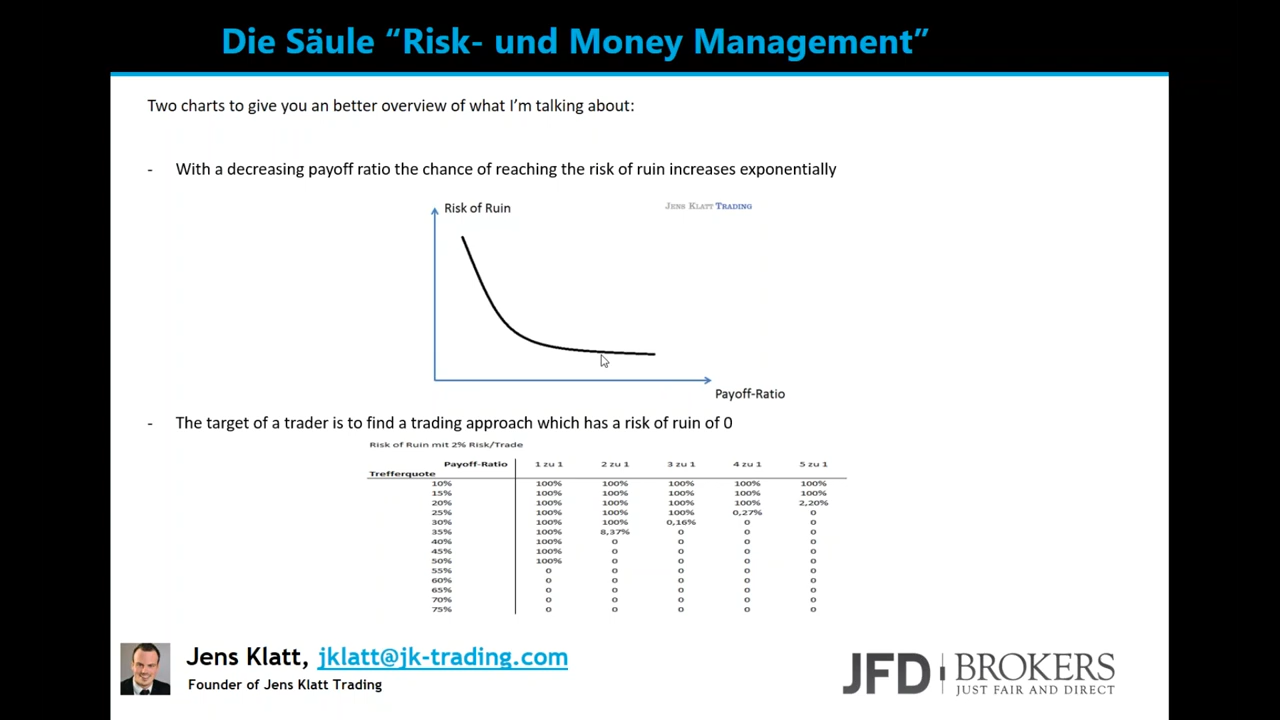 Die Säule “Risk- und Money Management”
Two charts to give you an better overview of what I’m talking about:
- With a decreasing payoff ratio the chance of reaching the risk of ruin increases exponentially
Risk of Ruin
JENS KLATT TRADING
Payoff-Ratio
- The target of a trader is to find a trading approach which has a risk of ruin of 0
Risk of Ruin mit 2% Risk/Trade
Payoff-Ratio 1 zu 1 2 zu 1 3 zu 1 4 zu 1 5 zu 1
Trefferquote
10% 100% 100% 100% 100% 100%
15% 100% 100% 100% 100% 100%
20% 100% 100% 100% 100% 2,20%
25% 100% 100% 100% 0,27% 0
30% 100% 100% 0,16% 0 0
35% 100% 8,37% 0 0 0
40% 100% 0 0 0 0
45% 100% 0 0 0 0
50% 100% 0 0 0 0
55% 0 0 0 0 0
60% 0 0 0 0 0
65% 0 0 0 0 0
70% 0 0 0 0 0
75% 0 0 0 0 0
Jens Klatt, jklatt@jk-trading.com
Founder of Jens Klatt Trading
JFD BROKERS
JUST FAIR AND DIRECT